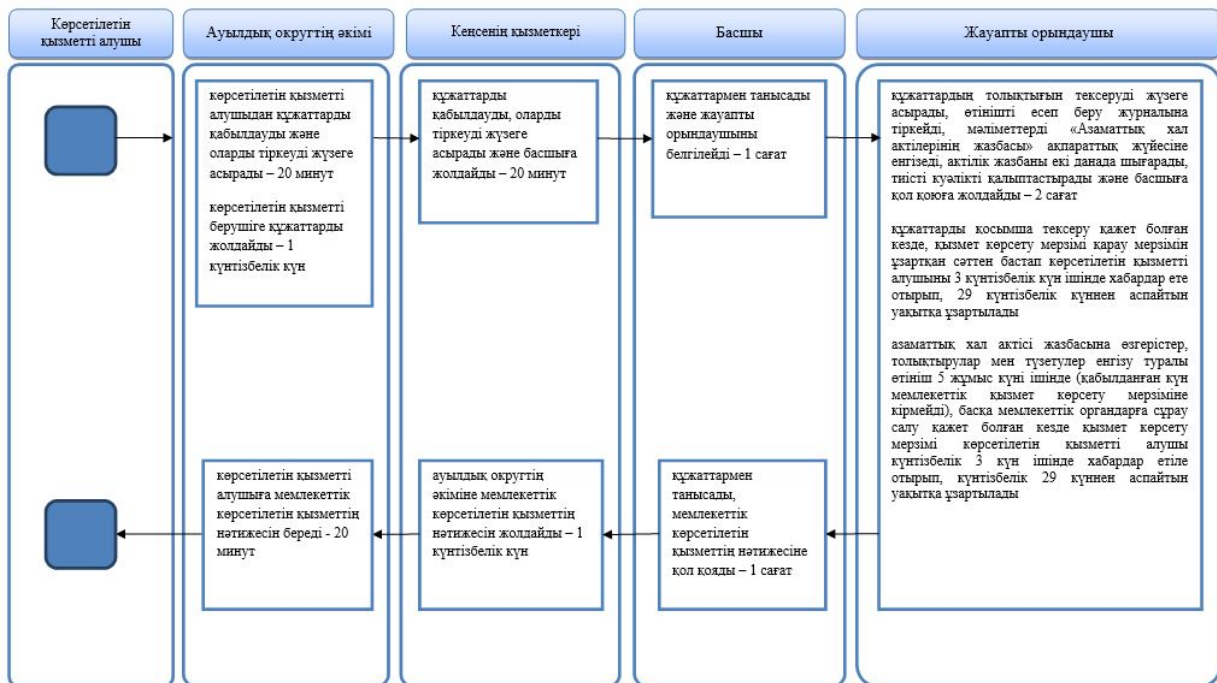 Көрсетілетін
қызметті алушы
Ауылдық округтің әкімі
Кеңсенің қызметкері
Басшы
Жауапты орындаушы
көрсетілетін қызметті
алушыдан құжаттарды
қабылдауды және
оларды тіркеуді жүзеге
асырады – 20 минут
көрсетілетін қызметті
берушіге құжаттарды
жолдайды – 1
күнтізбелік күн
құжаттарды
қабылдауды, оларды
тіркеуді жүзеге
асырады және басшыға
жолдайды – 20 минут
құжаттармен танысады
және жауапты
орындаушыны
белгілейді – 1 сағат
құжаттардың толықтығын тексеруді жүзеге
асырады, өтінішті есеп беру журналына
тіркейді, мәліметтерді «Азаматтық хал
актілерінің жазбасы» ақпараттық жүйесіне
енгізеді, актілік жазбаны екі данада шығарады,
тиісті куәлікті қалыптастырады және басшыға
қол қоюға жолдайды – 2 сағат
құжаттарды қосымша тексеру қажет болған
кезде, қызмет көрсету мерзімі қарау мерзімін
ұзартқан сәттен бастап көрсетілетін қызметті
алушыны 3 күнтізбелік күн ішінде хабардар ете
отырып, 29 күнтізбелік күннен аспайтын
уақытқа ұзартылады
азаматтық хал актісі жазбасына өзгерістер,
толықтырулар мен түзетулер енгізу туралы
өтініш 5 жұмыс күні ішінде (қабылданған күн
мемлекеттік қызмет көрсету мерзіміне
кірмейді), басқа мемлекеттік органдарға сұрау
салу қажет болған кезде қызмет көрсету
мерзімі көрсетілетін қызметті алушы
күнтізбелік 3 күн ішінде хабардар етіле
отырып, күнтізбелік 29 күннен аспайтын
уақытқа ұзартылады
көрсетілетін қызметті
алушыға мемлекеттік
көрсетілетін қызметтің
нәтижесін береді - 20
минут
ауылдық округтің
әкіміне мемлекеттік
көрсетілетін қызметтің
нәтижесін жолдайды – 1
күнтізбелік күн
құжаттармен
танысады,
мемлекеттік
көрсетілетін
қызметтің нәтижесіне
қол қояды – 1 сағат